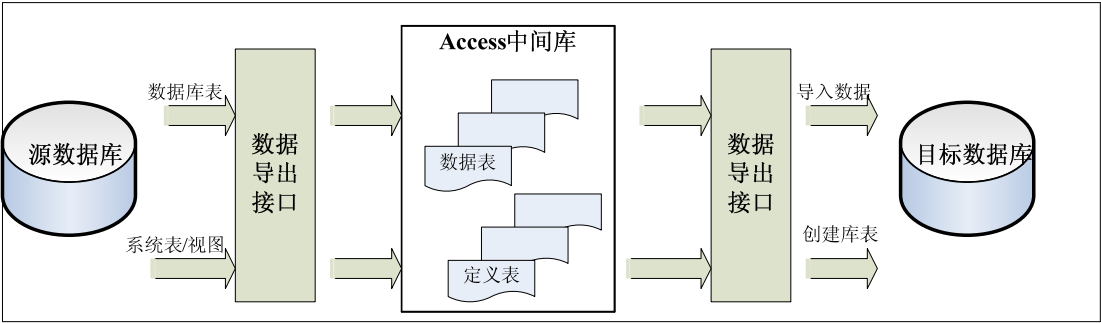 Access中间库
数据库表
导入数据
源数据库
数据
导出
接口
数据表
数据
导出
接口
目标数据库
系统表/视图
定义表
创建库表